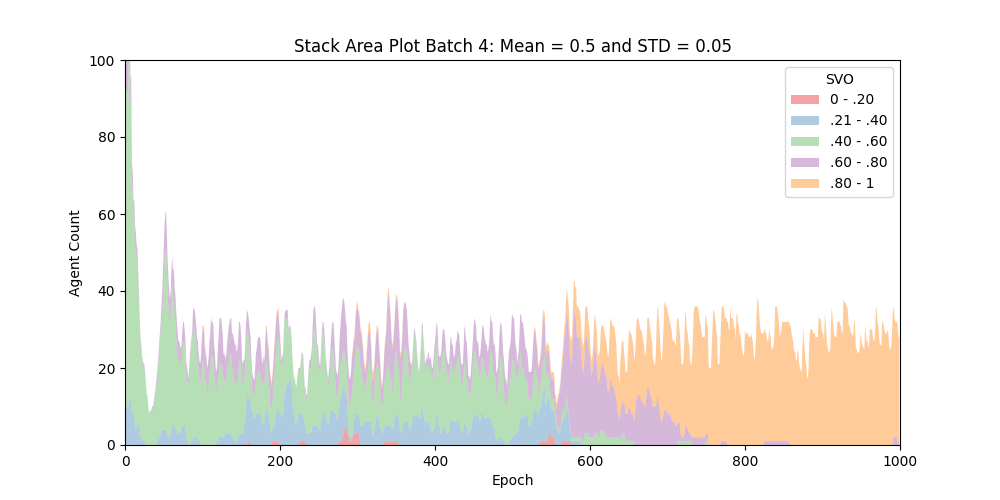 Stack Area Plot Batch 4: Mean = 0.5 and STD = 0.05
100
80
60
40
20
0
Agent Count
0
200
400
600
800
1000
Epoch
SVO
0 - .20
.21 - .40
.40 - .60
.60 - .80
.80 - 1